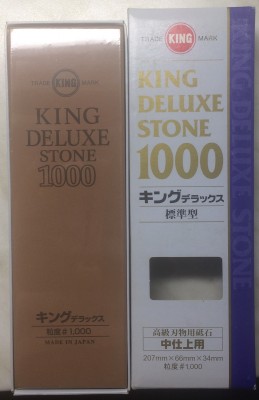 TRADE KING MARK
KING
DELUXE
STONE
1000
キングデラックス
粒度#1,000
MADE IN JAPAN
TRADE KING MARK
KING
DELUXE
STONE
1000
キングデラックス
標準型
高級刃物用砥石
中仕上用
207mm×66mm×34mm
粒度#1,000
KING DELUXE STONE